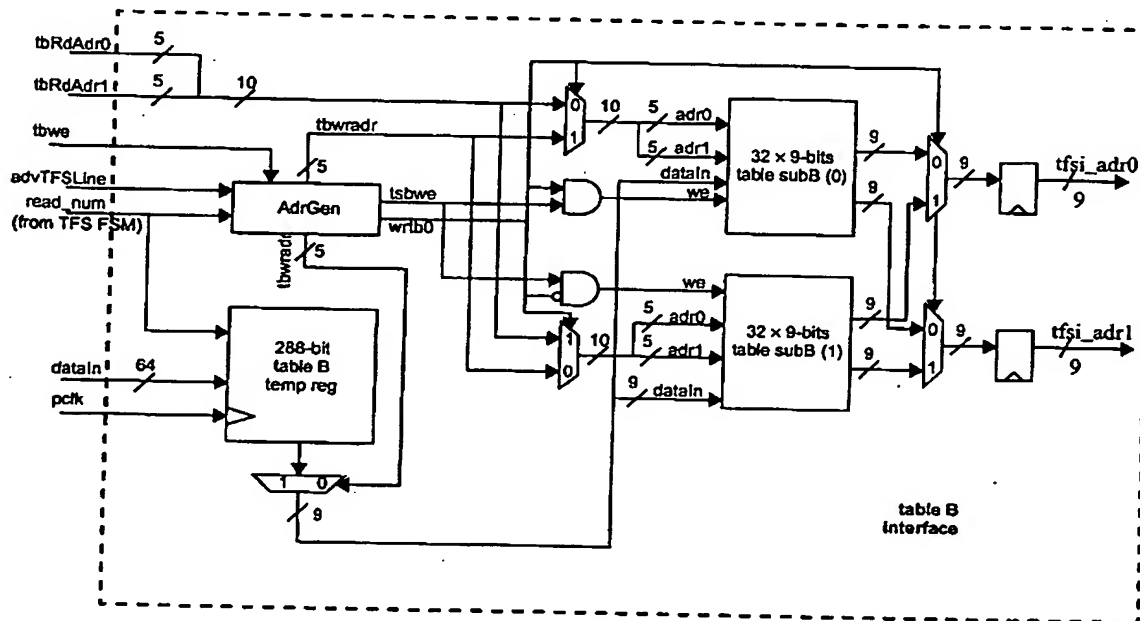 tbRdAdr0
5
tbRdAdr1
5
10
tbwe
tbwradr
5
advTFSLine
read_num
(from TFS FSM)
AdrGen
tsbwe
wrtb0
tbwradr
5
0
1
10
5
adr0
5
adr1
dataIn
we
32 × 9-bits
table subB (0)
9
9
0
1
9
tfsi_adr0
9
we
5
adr0
5
adr1
9
dataIn
32 × 9-bits
table subB (1)
9
9
0
1
9
tfsi_adr1
9
1
0
10
288-bit
table B
temp reg
dataIn
64
pclk
1 0
9
table B
interface